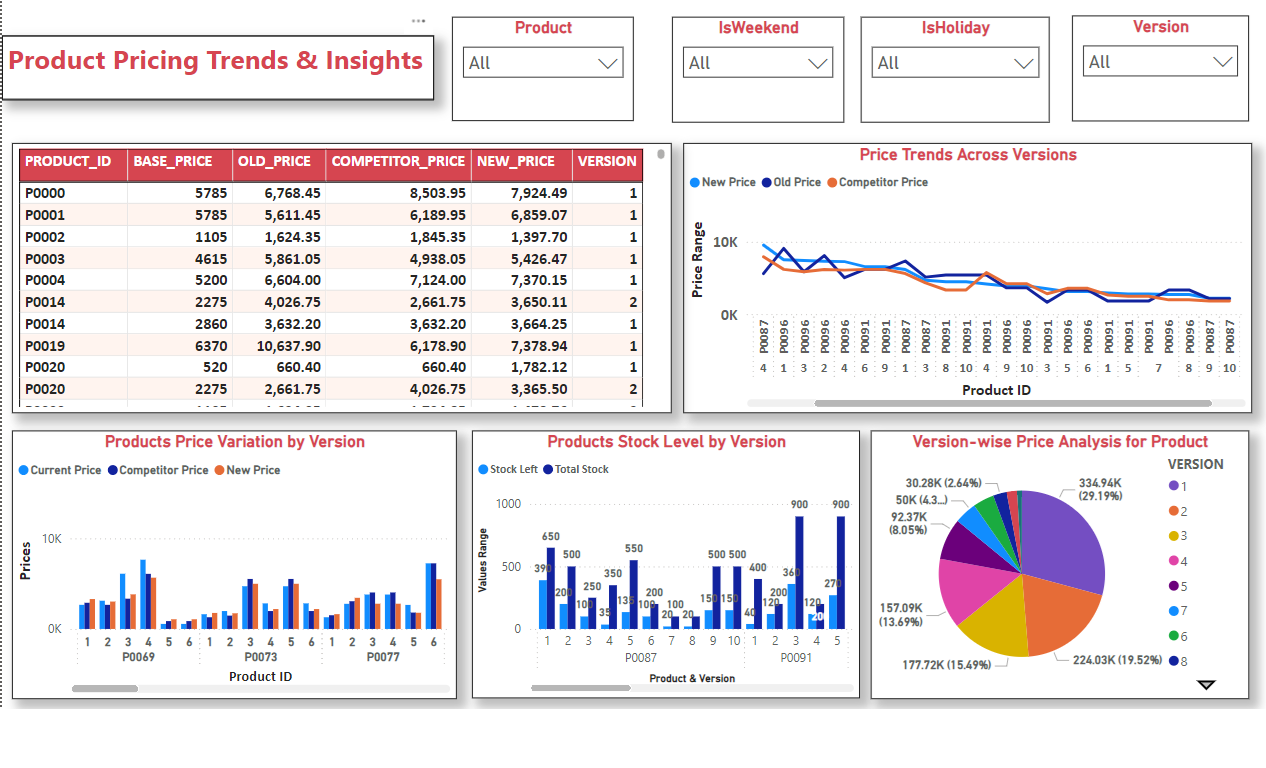 Product Pricing Trends & Insights
Product
All
IsWeekend
All
IsHoliday
All
Version
All
PRODUCT_ID BASE_PRICE OLD_PRICE COMPETITOR_PRICE NEW_PRICE VERSION
P0000 5785 6,768.45 8,503.95 7,924.49 1
P0001 5785 5,611.45 6,189.95 6,859.07 1
P0002 1105 1,624.35 1,845.35 1,397.70 1
P0003 4615 5,861.05 4,938.05 5,426.47 1
P0004 5200 6,604.00 7,124.00 7,370.15 1
P0014 2275 4,026.75 2,661.75 3,650.11 2
P0014 2860 3,632.20 3,632.20 3,664.25 1
P0019 6370 10,637.90 6,178.90 7,378.94 1
P0020 520 660.40 660.40 1,782.12 1
P0020 2275 2,661.75 4,026.75 3,365.50 2
Price Trends Across Versions
New Price Old Price Competitor Price
Price Range
10K
0K
P0087 P0096 P0096 P0096 P0096 P0091 P0091 P0091 P0087 P0091 P0091 P0091 P0096 P0096 P0087 P0096 P0096 P0091 P0091 P0091 P0096 P0096 P0087 P0087
4 1 3 2 4 6 9 1 3 8 10 4 9 10 3 5 6 1 5 7 8 9 10
Product ID
Products Price Variation by Version
Current Price Competitor Price New Price
Prices
10K
0K
1 2 3 4 5 6 1 2 3 4 5 6 1 2 3 4 5 6
P0069 P0073 P0077
Product ID
Products Stock Level by Version
Stock Left Total Stock
Values Range
1000
500
0
390 650 200 500 100 250 35 350 135 550 100 200 20 100 20 150 500 150 500 40 400 120 200 360 900 120 20 270 900
1 2 3 4 5 6 7 8 9 10 1 2 3 4 5
P0087 P0091
Product & Version
Version-wise Price Analysis for Product
VERSION
1
2
3
4
5
7
6
8
334.94K
(29.19%)
224.03K (19.52%)
177.72K (15.49%)
157.09K
(13.69%)
92.37K
(8.05%)
50K (4.3...)
30.28K (2.64%)